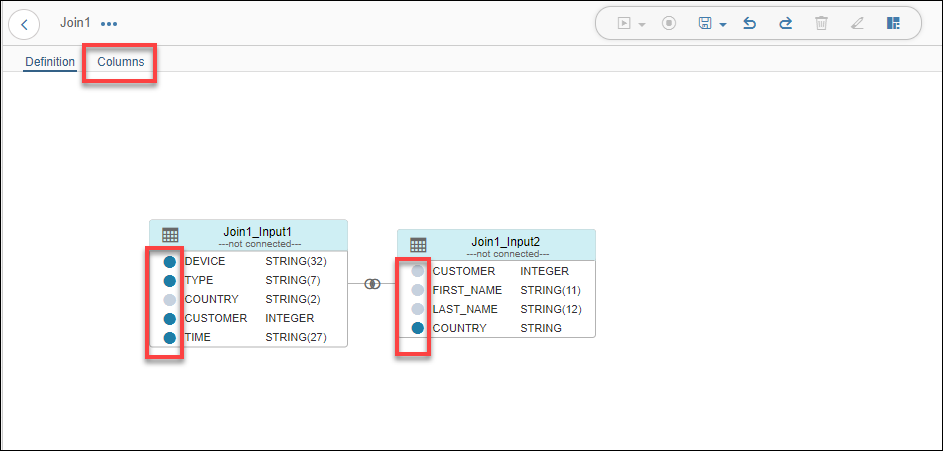 Join1
Definition Columns
Join1_Input1
---not connected---
DEVICE STRING(32)
TYPE STRING(7)
COUNTRY STRING(2)
CUSTOMER INTEGER
TIME STRING(27)
Join1_Input2
---not connected---
CUSTOMER INTEGER
FIRST_NAME STRING(11)
LAST_NAME STRING(12)
COUNTRY STRING